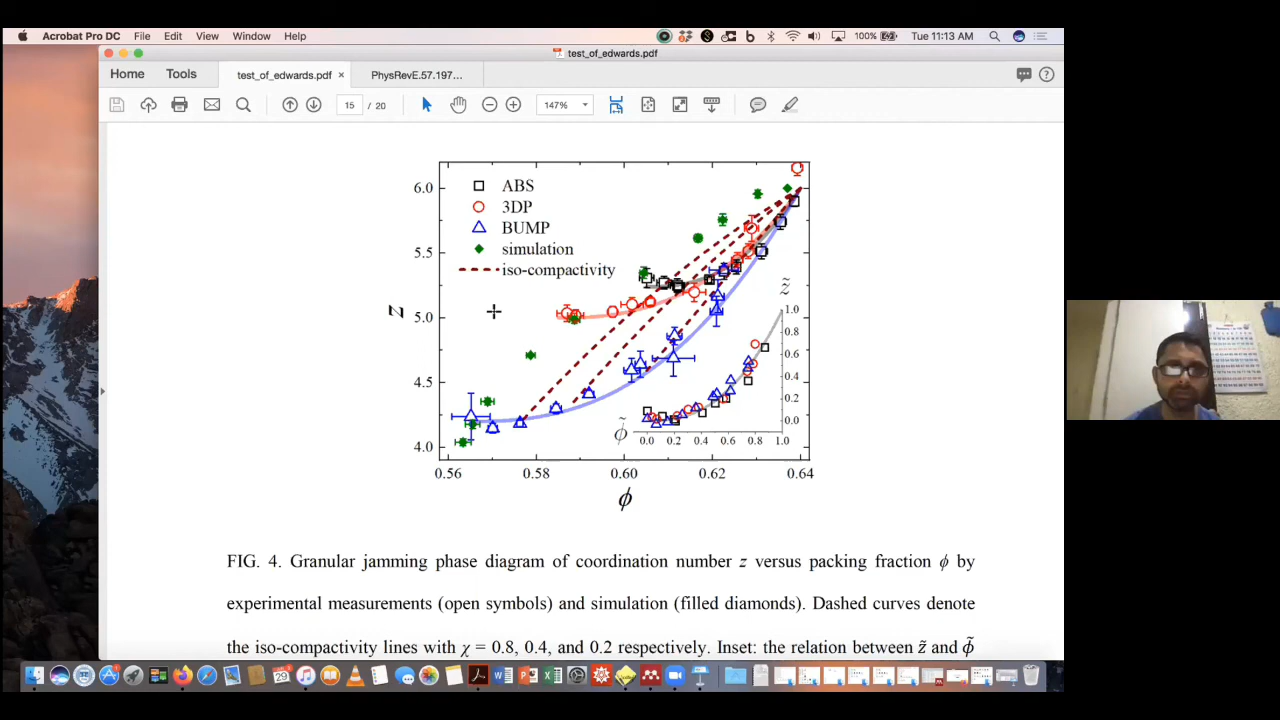 Acrobat Pro DC File Edit View Window Help 100% Tue 11:13 AM
test_of_edwards.pdf
Home Tools test_of_edwards.pdf × PhysRevE.57.197...
15 / 20 147%
6.0
5.5
5.0
4.5
4.0
z
ABS
3DP
BUMP
simulation
iso-compactivity
z̃
1.0
0.8
0.6
0.4
0.2
0.0
ϕ̃
0.0 0.2 0.4 0.6 0.8 1.0
0.56 0.58 0.60 0.62 0.64
ϕ
FIG. 4. Granular jamming phase diagram of coordination number z versus packing fraction ϕ by
experimental measurements (open symbols) and simulation (filled diamonds). Dashed curves denote
the iso-compactivity lines with χ = 0.8, 0.4, and 0.2 respectively. Inset: the relation between z̃ and ϕ̃